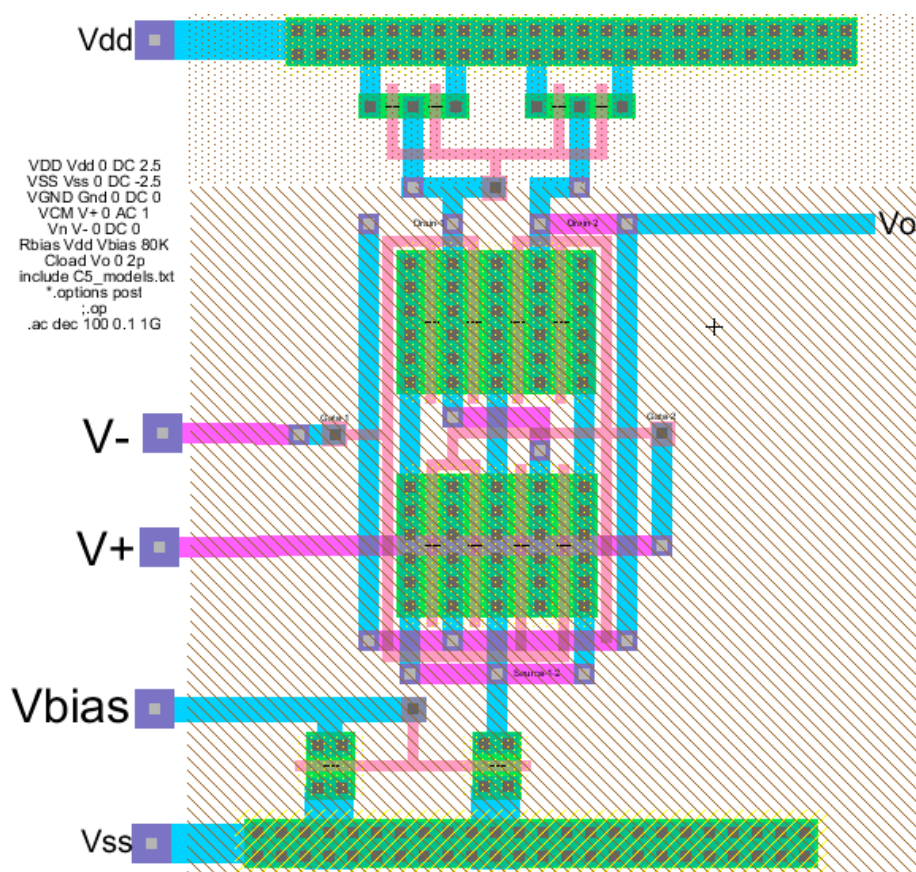 Vdd
VDD Vdd 0 DC 2.5
VSS Vss 0 DC -2.5
VGND Gnd 0 DC 0
VCM V+ 0 AC 1
Vn V- 0 DC 0
Rbias Vdd Vbias 80K
Cload Vo 0 2p
include C5_models.txt
*.options post
;.op
.ac dec 100 0.1 1G
Drain-1
Drain-2
Vo
Gate-1
Gate-2
V-
V+
Source-1-2
Vbias
Vss